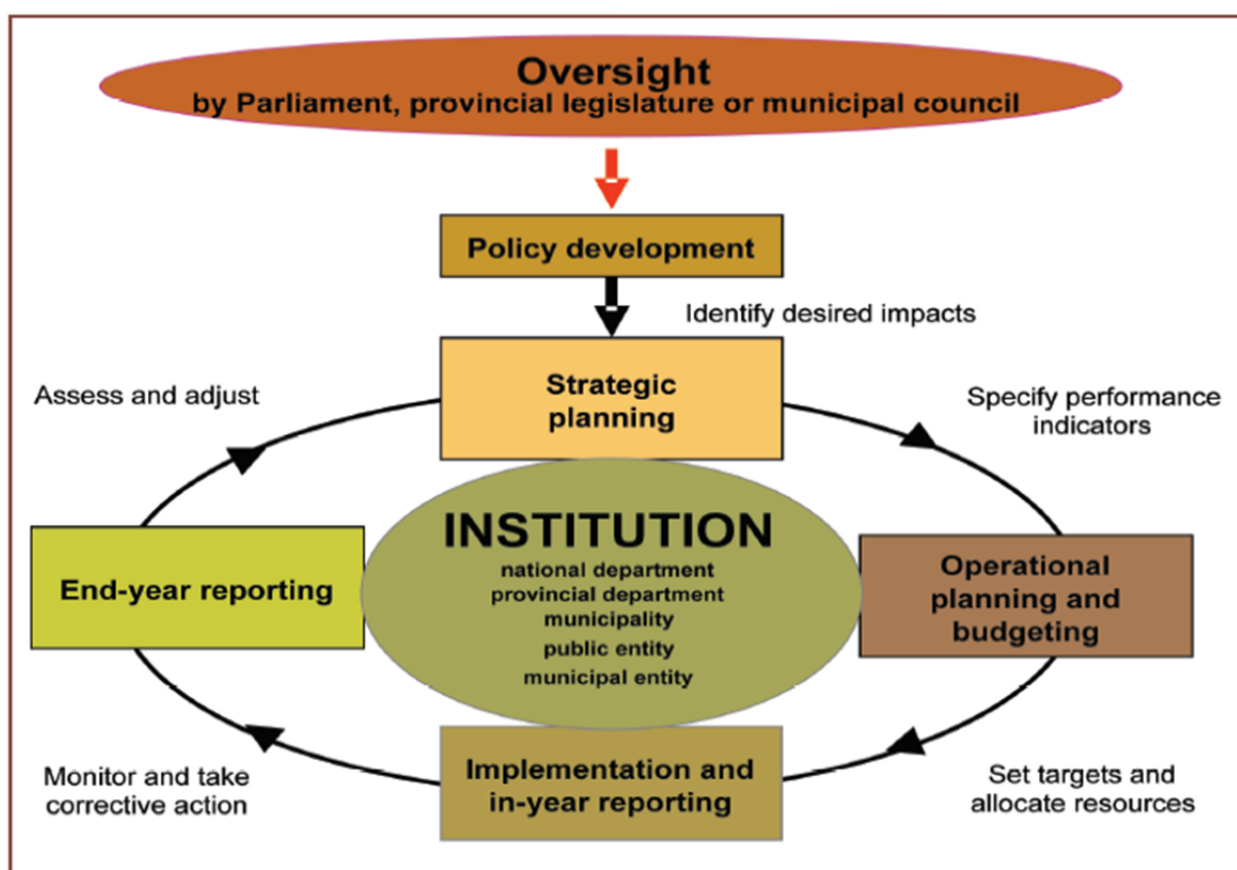 Oversight
by Parliament, provincial legislature or municipal council
Policy development
Identify desired impacts
Strategic
planning
Assess and adjust
Specify performance
indicators
INSTITUTION
national department
provincial department
municipality
public entity
municipal entity
End-year reporting
Operational
planning and
budgeting
Implementation and
in-year reporting
Monitor and take
corrective action
Set targets and
allocate resources